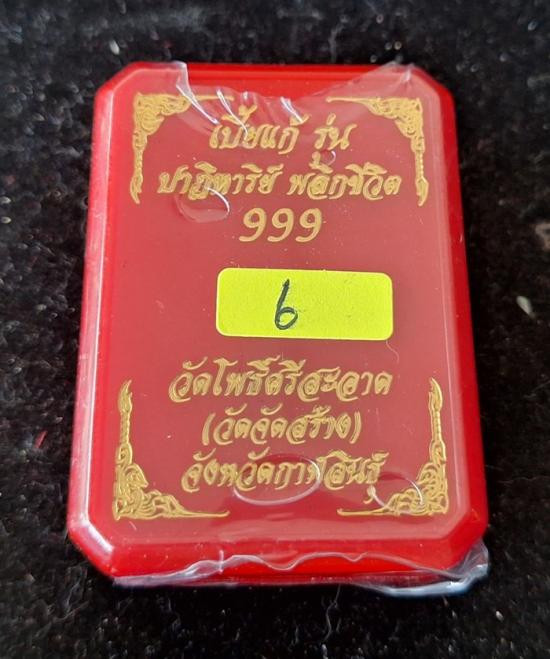 เบี้ยแก้ รุ่น
ปาฏิหาริย์ พลิกชีวิต
999
6
วัดโพธิ์ศรีสะอาด
(วัดจัดสร้าง)
จังหวัดกาฬสินธุ์